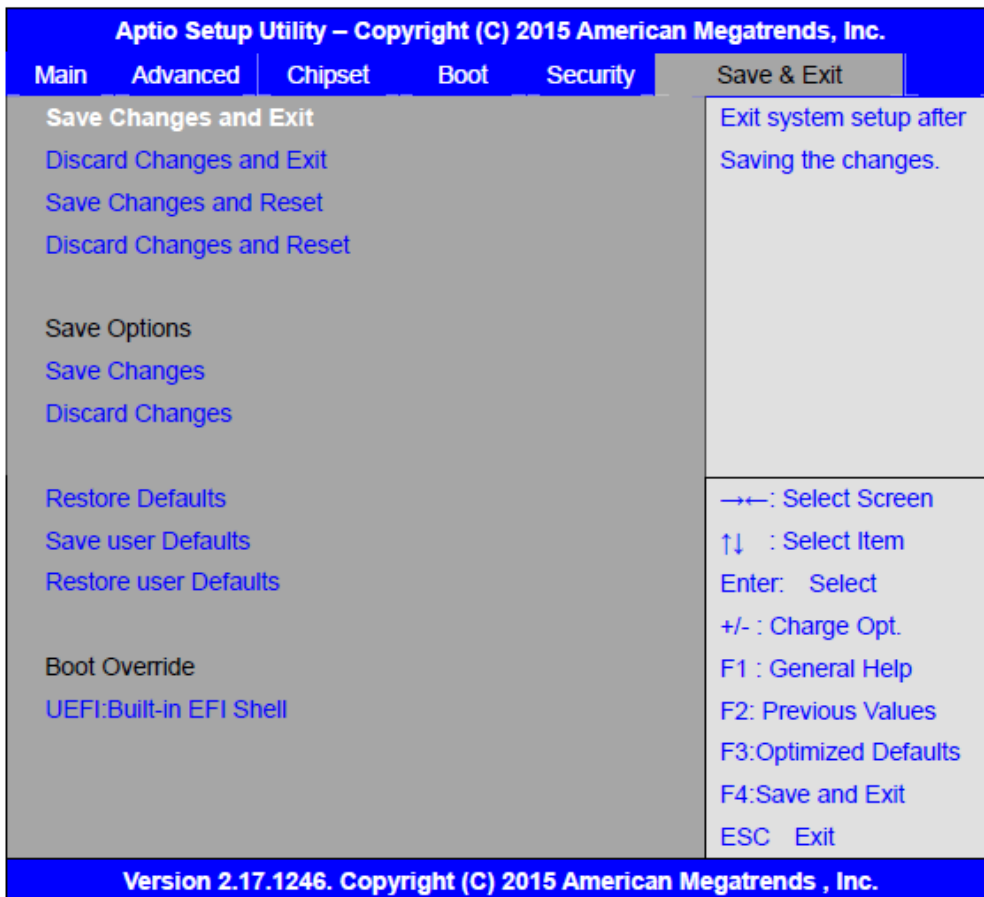 Aptio Setup Utility – Copyright (C) 2015 American Megatrends, Inc.
Main Advanced Chipset Boot Security Save & Exit
Save Changes and Exit
Discard Changes and Exit
Save Changes and Reset
Discard Changes and Reset
Save Options
Save Changes
Discard Changes
Restore Defaults
Save user Defaults
Restore user Defaults
Boot Override
UEFI:Built-in EFI Shell
Exit system setup after
Saving the changes.
→←: Select Screen
↑↓ : Select Item
Enter: Select
+/- : Charge Opt.
F1 : General Help
F2: Previous Values
F3:Optimized Defaults
F4:Save and Exit
ESC Exit
Version 2.17.1246. Copyright (C) 2015 American Megatrends , Inc.